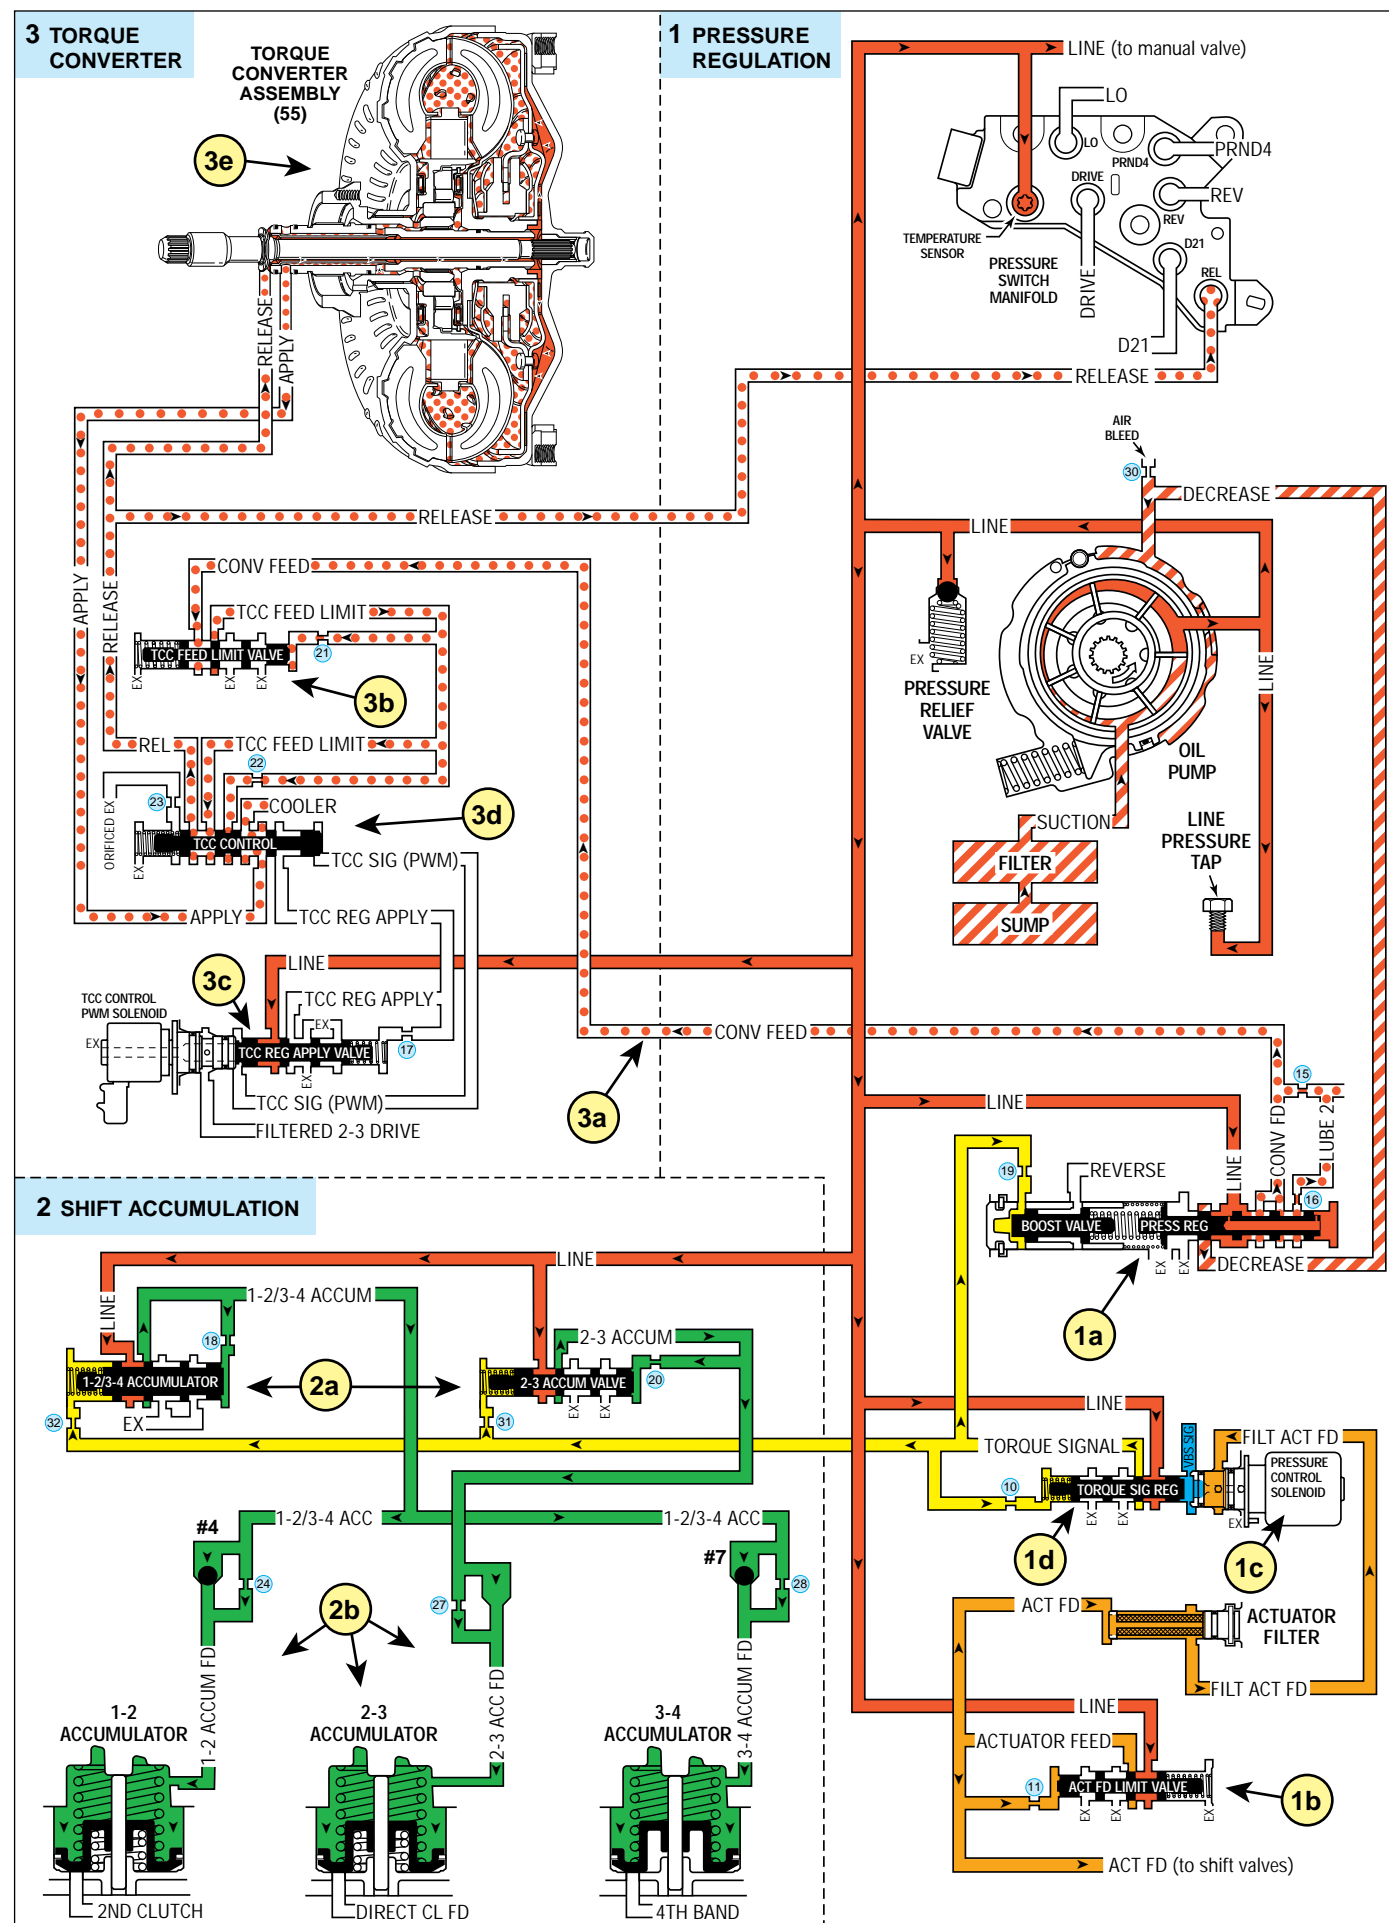 3 TORQUE
CONVERTER
TORQUE
CONVERTER
ASSEMBLY
(55)
3e
RELEASE
APPLY
RELEASE
APPLY
RELEASE
CONV FEED
TCC FEED LIMIT
TCC FEED LIMIT VALVE
21
EX
EX
EX
3b
REL
TCC FEED LIMIT
22
23
COOLER
3d
ORIFICED EX
TCC CONTROL
EX
TCC SIG (PWM)
APPLY
TCC REG APPLY
LINE
3c
TCC CONTROL
PWM SOLENOID
TCC REG APPLY
EX
EX
TCC REG APPLY VALVE
17
EX
TCC SIG (PWM)
FILTERED 2-3 DRIVE
3a
1 PRESSURE
REGULATION
LINE (to manual valve)
LO
LO
PRND4
PRND4
DRIVE
REV
REV
TEMPERATURE
SENSOR
D21
PRESSURE
SWITCH
MANIFOLD
DRIVE
REL
D21
RELEASE
AIR
BLEED
30
DECREASE
LINE
EX
LINE
PRESSURE
RELIEF
VALVE
OIL
PUMP
SUCTION
LINE
PRESSURE
TAP
FILTER
SUMP
CONV FEED
15
LINE
LINE
CONV FD
LUBE 2
19
REVERSE
16
BOOST VALVE
PRESS REG
EX
EX
DECREASE
1a
LINE
TORQUE SIGNAL
VBS SIG
FILT ACT FD
PRESSURE
CONTROL
SOLENOID
10
TORQUE SIG REG
EX
EX
EX
1d
1c
ACT FD
ACTUATOR
FILTER
FILT ACT FD
LINE
ACTUATOR FEED
11
ACT FD LIMIT VALVE
EX
EX
EX
1b
ACT FD (to shift valves)
2 SHIFT ACCUMULATION
LINE
LINE
1-2/3-4 ACCUM
18
2-3 ACCUM
1-2/3-4 ACCUMULATOR
2a
2-3 ACCUM VALVE
20
32
EX
31
EX
EX
#4
1-2/3-4 ACC
1-2/3-4 ACC
#7
24
27
28
2b
1-2 ACCUM FD
2-3 ACC FD
3-4 ACCUM FD
1-2
ACCUMULATOR
2-3
ACCUMULATOR
3-4
ACCUMULATOR
2ND CLUTCH
DIRECT CL FD
4TH BAND